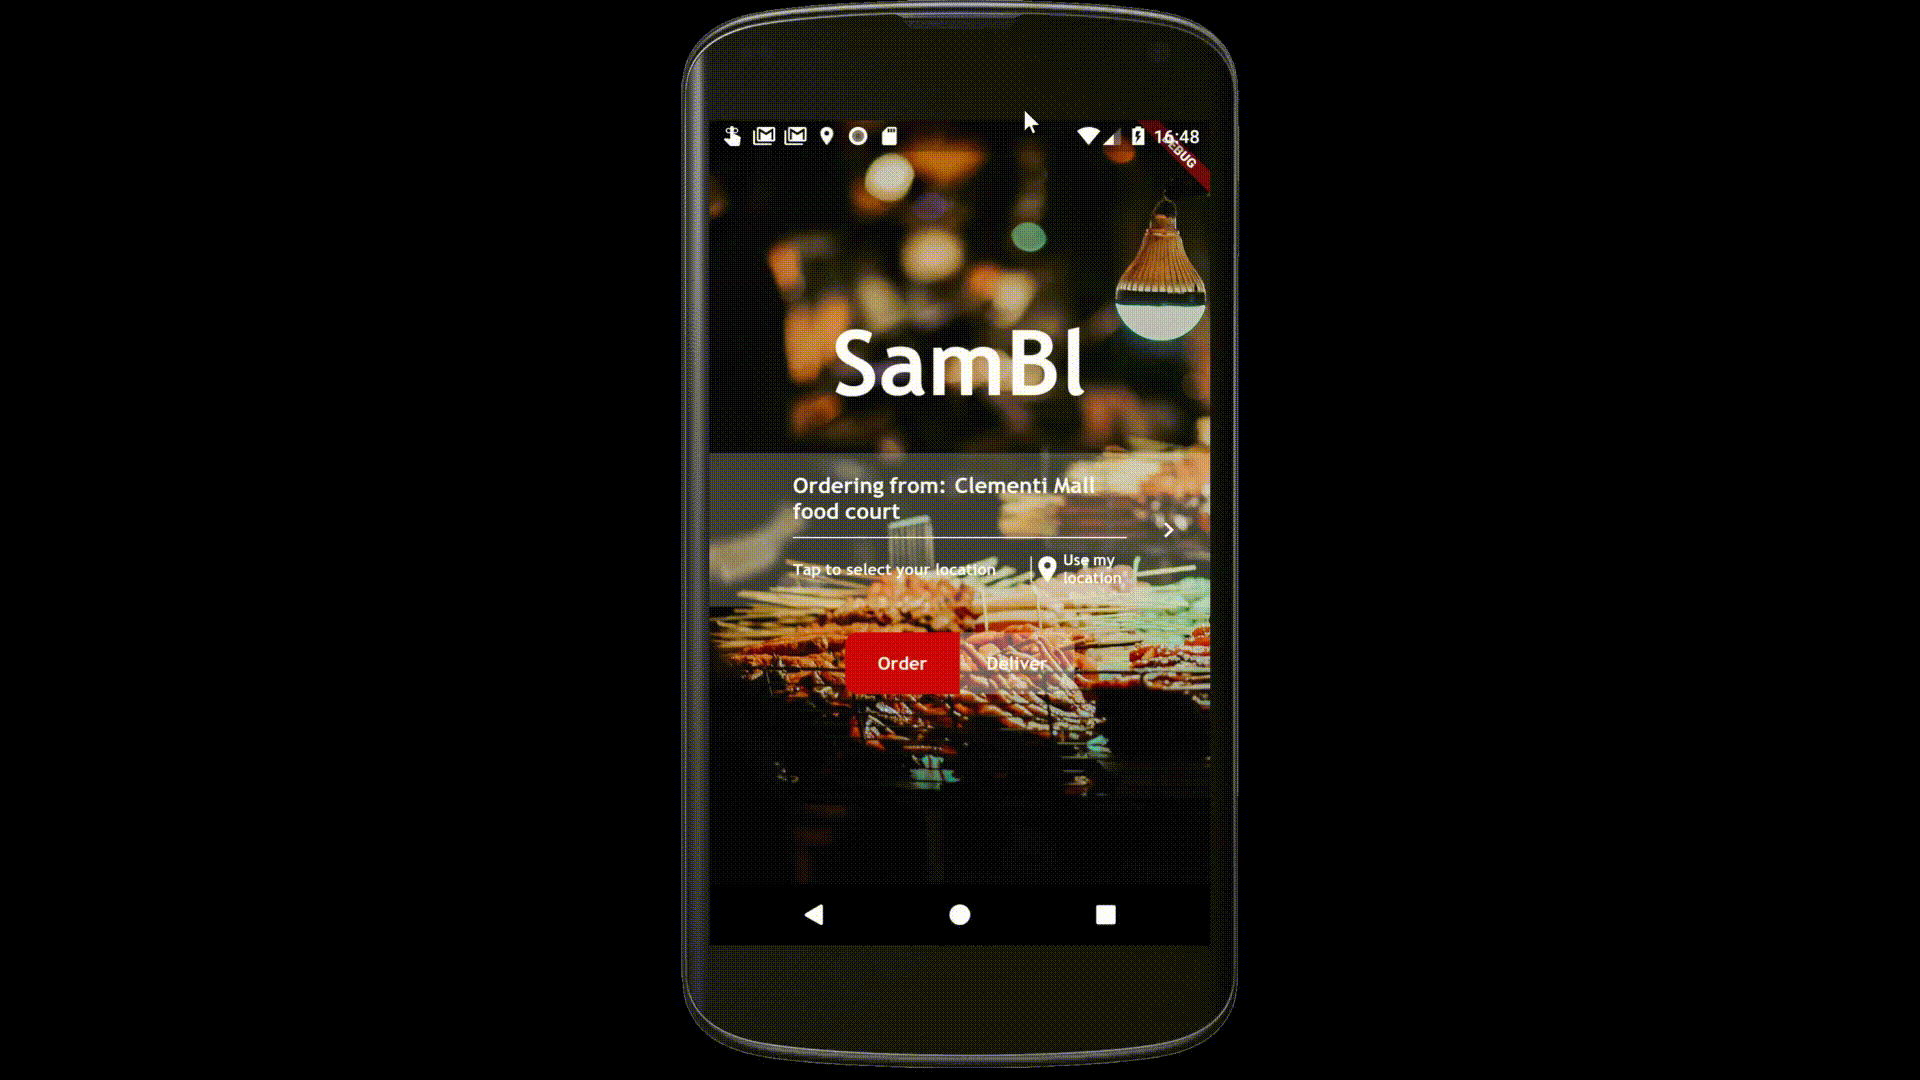 16:48
DEBUG
SamBl
Ordering from: Clementi Mall
food court
Tap to select your location
Use my
location
Order
Deliver